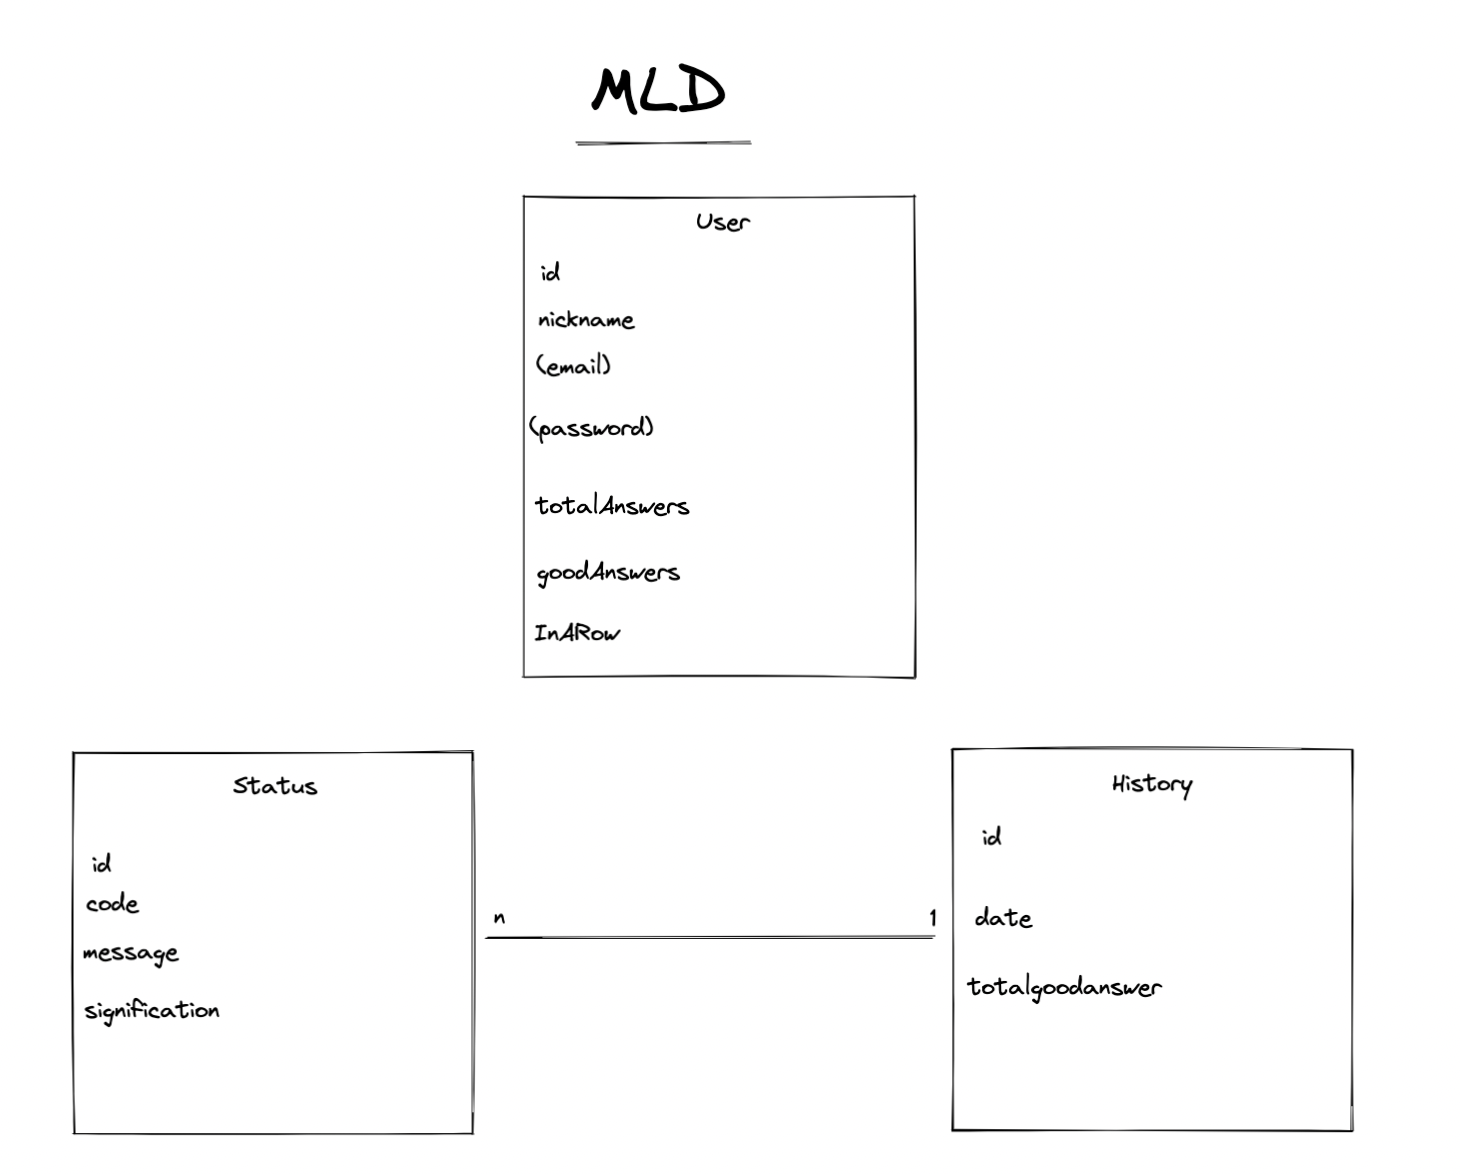 MLD
User
id
nickname
(email)
(password)
totalAnswers
goodAnswers
InARow
Status
id
code
message
signification
n
1
History
id
date
totalgoodanswer